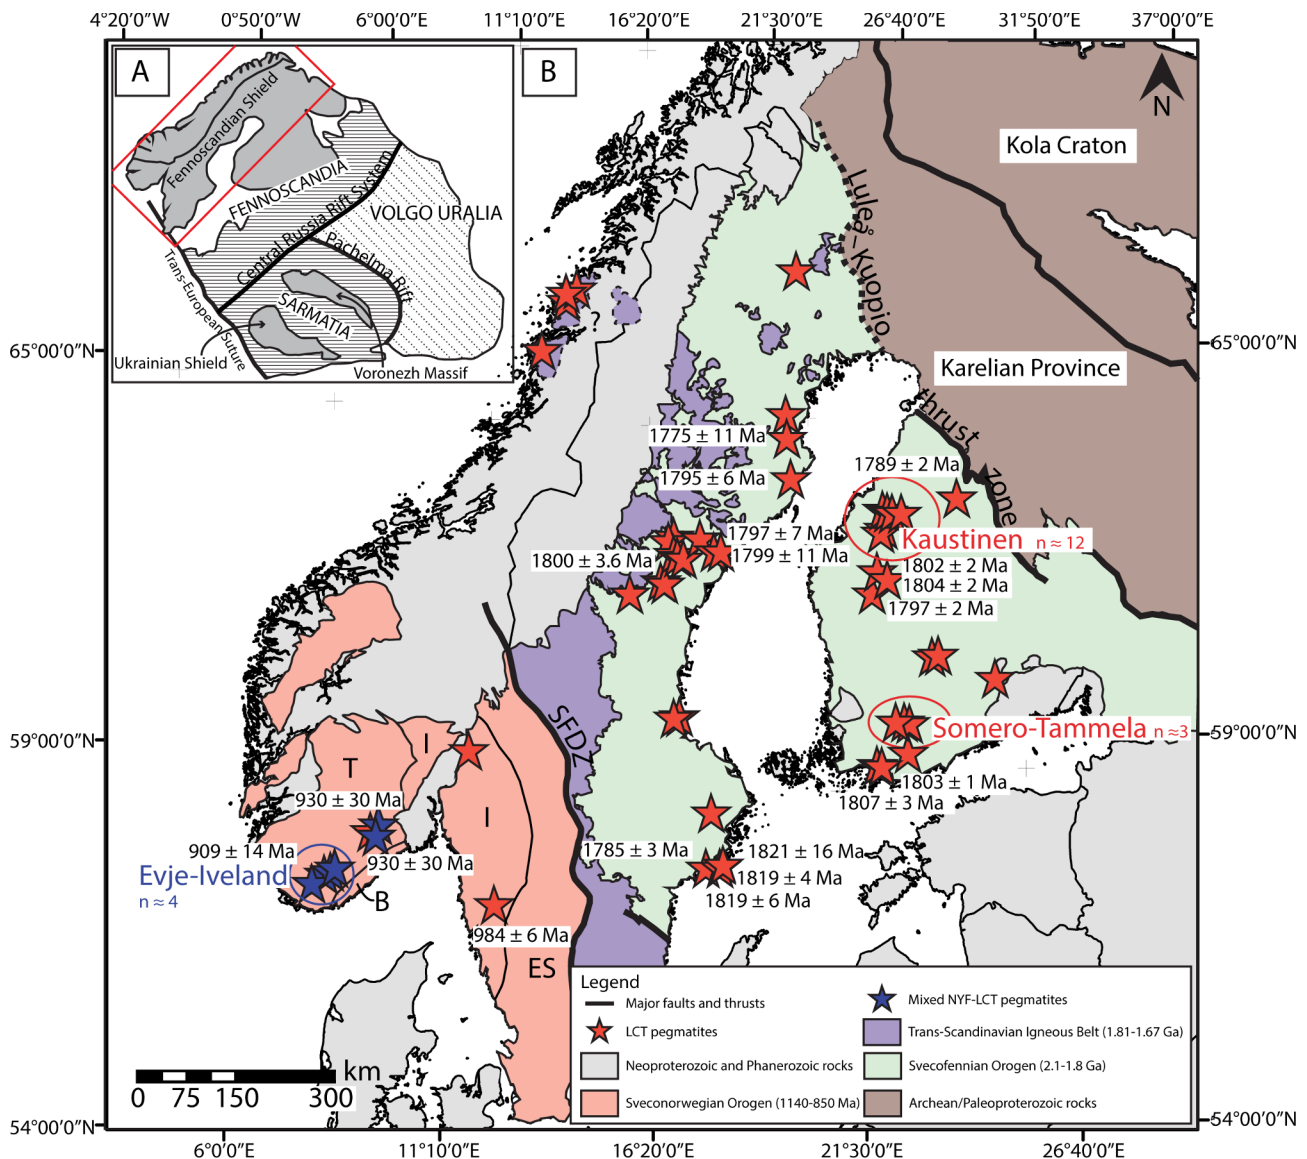 4°20'0"W
0°50'0"E
6°00'0"E
11°10'0"E
16°20'0"E
21°30'0"E
26°40'0"E
31°50'0"E
37°00'0"E
A
B
N
Fennoscandian Shield
FENNOSCANDIA
Central Russia Rift System
VOLGO URALIA
Pachelma Rift
SARMATIA
Trans-European Suture
Ukrainian Shield
Voronezh Massif
Kola Craton
Luleå–Kuopio
thrust
zone
Karelian Province
65°00'0"N
65°00'0"N
1775 ± 11 Ma
1795 ± 6 Ma
1789 ± 2 Ma
1797 ± 7 Ma
1799 ± 11 Ma
1800 ± 3.6 Ma
Kaustinen n ≈ 12
1802 ± 2 Ma
1804 ± 2 Ma
1797 ± 2 Ma
SFDZ
59°00'0"N
59°00'0"N
Somero-Tammela n ≈3
T
I
I
930 ± 30 Ma
1803 ± 1 Ma
1807 ± 3 Ma
909 ± 14 Ma
930 ± 30 Ma
Evje-Iveland
n ≈ 4
B
1785 ± 3 Ma
1821 ± 16 Ma
1819 ± 4 Ma
1819 ± 6 Ma
984 ± 6 Ma
ES
Legend
Major faults and thrusts
LCT pegmatites
Neoproterozoic and Phanerozoic rocks
Sveconorwegian Orogen (1140-850 Ma)
Mixed NYF-LCT pegmatites
Trans-Scandinavian Igneous Belt (1.81-1.67 Ga)
Svecofennian Orogen (2.1-1.8 Ga)
Archean/Paleoproterozoic rocks
km
0 75 150 300
54°00'0"N
54°00'0"N
6°0'0"E
11°10'0"E
16°20'0"E
21°30'0"E
26°40'0"E